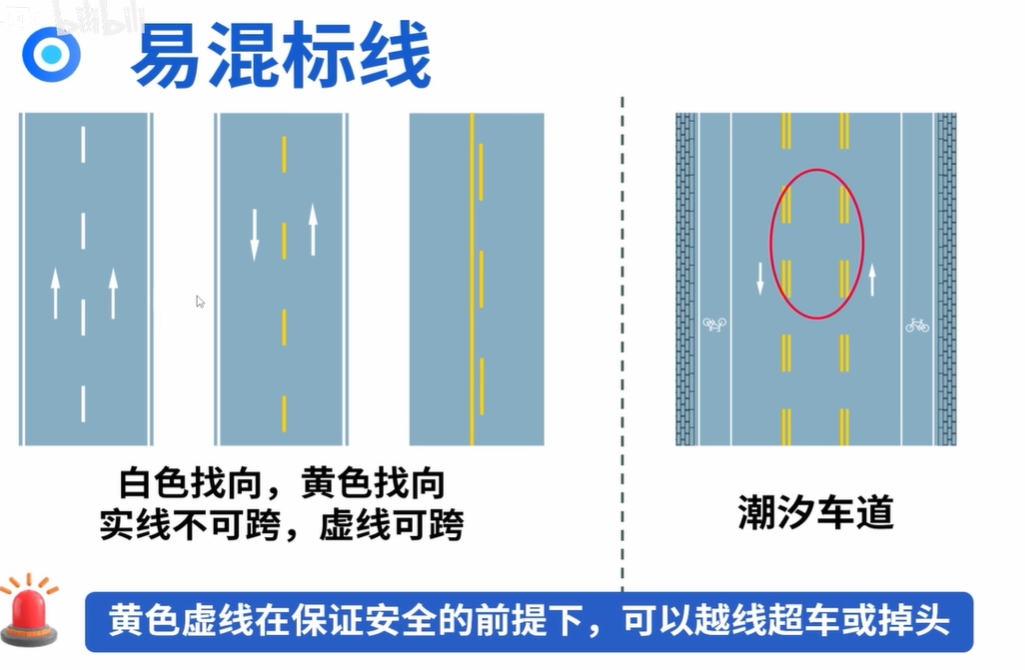 bilibili
易混标线
白色找向，黄色找向
实线不可跨，虚线可跨
潮汐车道
黄色虚线在保证安全的前提下，可以越线超车或掉头